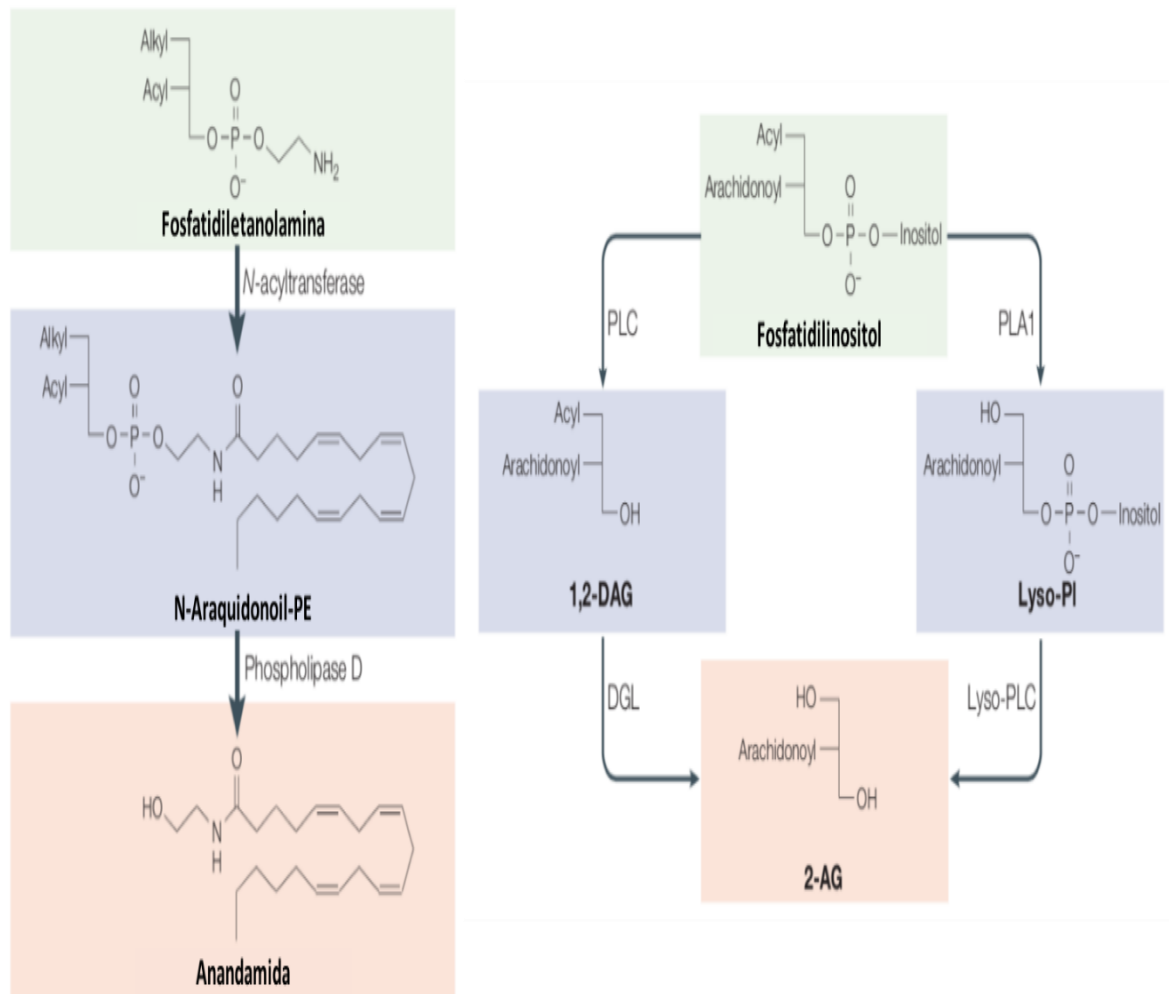 Alkyl
Acyl
O
O–P–O
O-
NH2
Fosfatidiletanolamina
N-acyltransferase
Alkyl
Acyl
O
O–P–O
O-
N
H
O
N-Araquidonoil-PE
Phospholipase D
O
HO
N
H
Anandamida
Acyl
Arachidonoyl
O
O–P–O–Inositol
O-
Fosfatidilinositol
PLC
PLA1
Acyl
Arachidonoyl
OH
1,2-DAG
HO
Arachidonoyl
O
O–P–O–Inositol
O-
Lyso-PI
DGL
Lyso-PLC
HO
Arachidonoyl
OH
2-AG